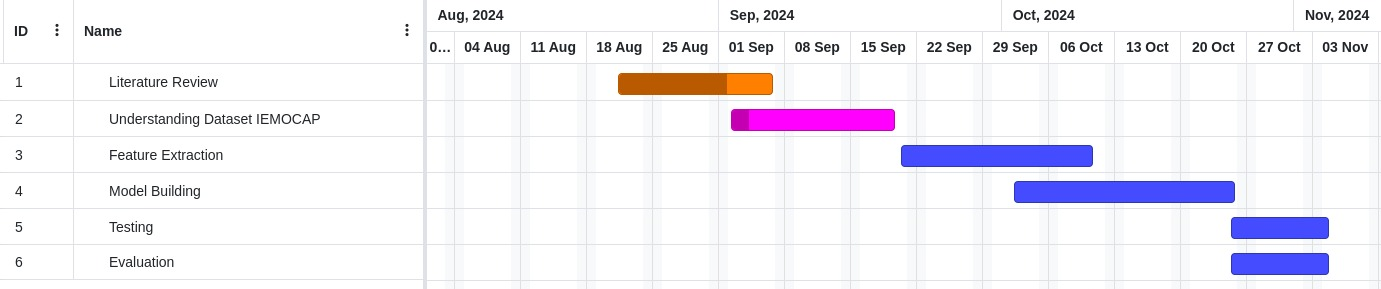 ID Name Aug, 2024 Sep, 2024 Oct, 2024 Nov, 2024
0... 04 Aug 11 Aug 18 Aug 25 Aug 01 Sep 08 Sep 15 Sep 22 Sep 29 Sep 06 Oct 13 Oct 20 Oct 27 Oct 03 Nov
1 Literature Review
2 Understanding Dataset IEMOCAP
3 Feature Extraction
4 Model Building
5 Testing
6 Evaluation